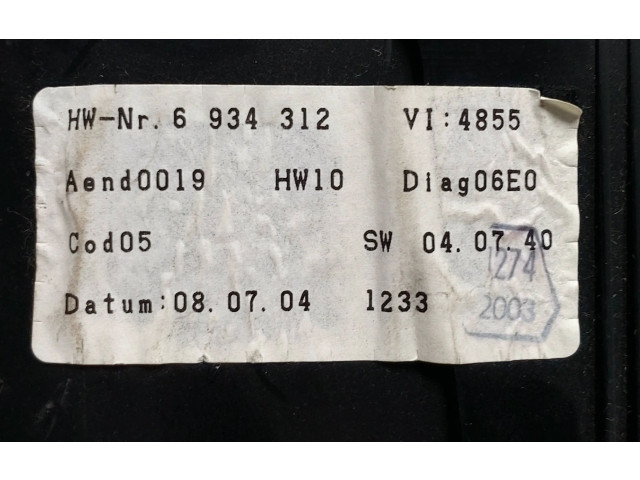 HW-Nr. 6 934 312 VI:4855
Aend0019 HW10 Diag06E0
Cod05 SW 04.07.40
274
Datum:08.07.04 1233
2003